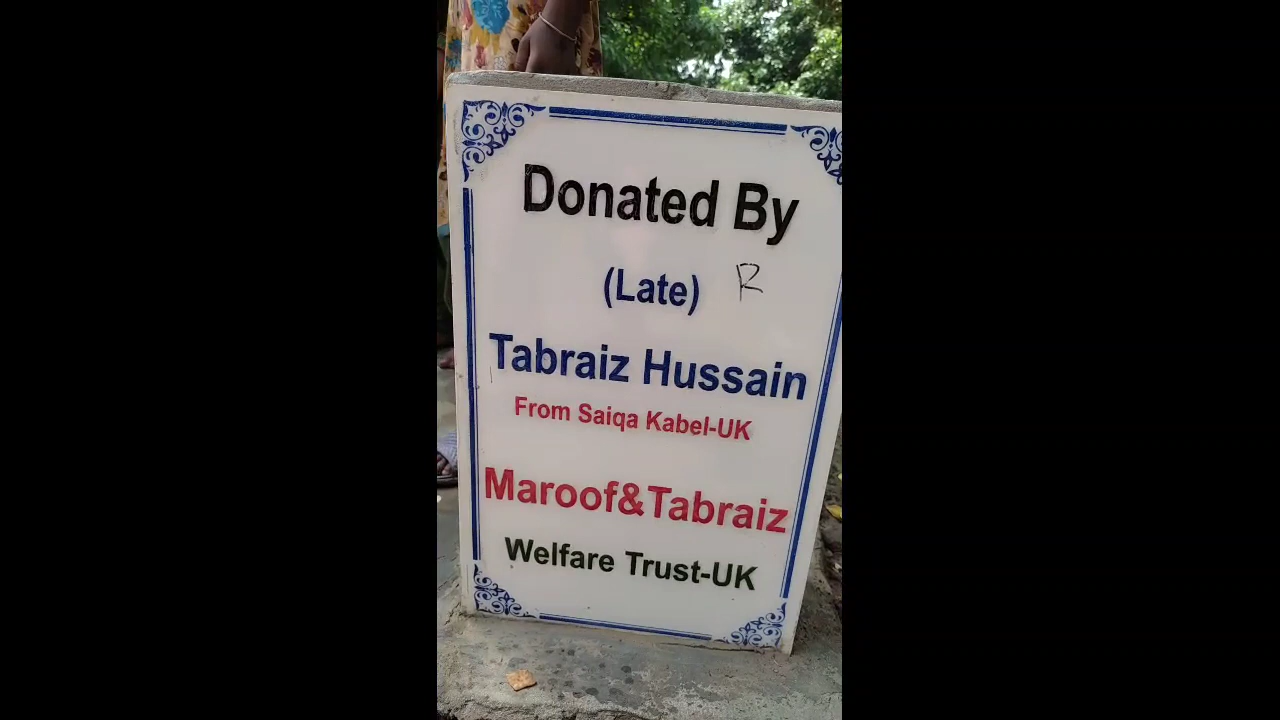 Donated By
(Late) R
Tabraiz Hussain
From Saiqa Kabel-UK
Maroof&Tabraiz
Welfare Trust-UK